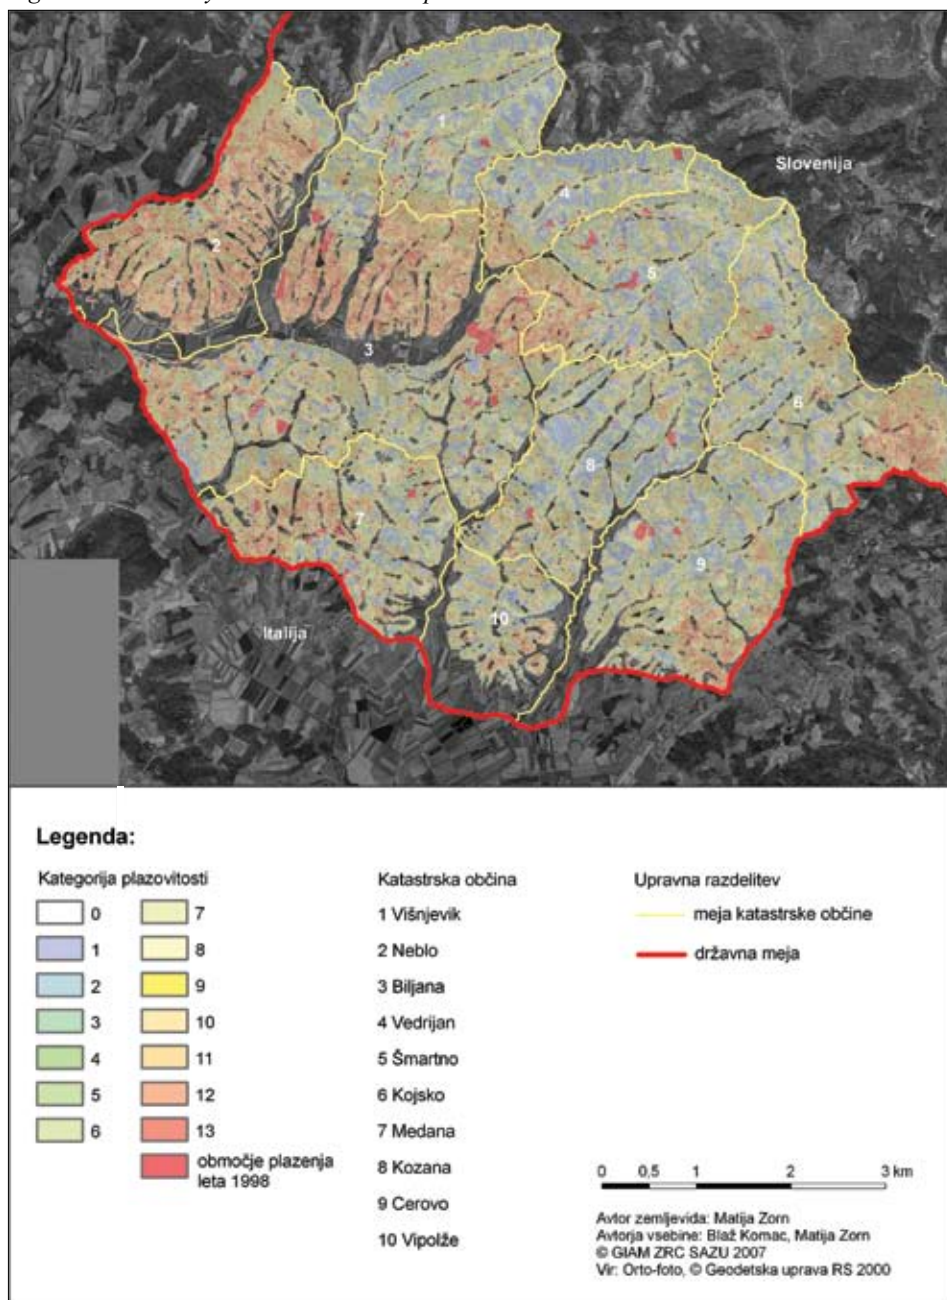 Slovenija
1
4
2
5
3
6
8
7
9
10
Italija
Legenda:
Kategorija plazovitosti
0
1
2
3
4
5
6
7
8
9
10
11
12
13
območje plazenja
leta 1998
Katastrska občina
1 Višnjevik
2 Neblo
3 Biljana
4 Vedrijan
5 Šmartno
6 Kojsko
7 Medana
8 Kozana
9 Cerovo
10 Vipolže
Upravna razdelitev
meja katastrske občine
državna meja
0 0,5 1 2 3 km
Avtor zemljevida: Matija Zorn
Avtorja vsebine: Blaž Komac, Matija Zorn
© GIAM ZRC SAZU 2007
Vir: Orto-foto, © Geodetska uprava RS 2000